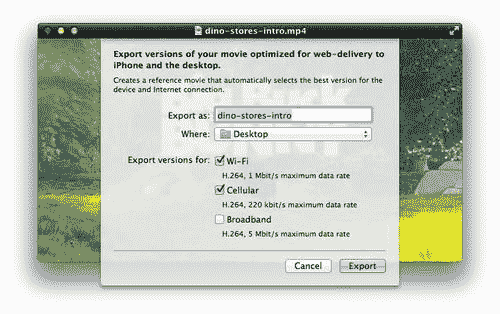 dino-stores-intro.mp4
Export versions of your movie optimized for web-delivery to
iPhone and the desktop.
Creates a reference movie that automatically selects the best version for the
device and Internet connection.
Export as: dino-stores-intro
Where: Desktop
Export versions for: Wi-Fi
H.264, 1 Mbit/s maximum data rate
Cellular
H.264, 220 kbit/s maximum data rate
Broadband
H.264, 5 Mbit/s maximum data rate
Cancel Export